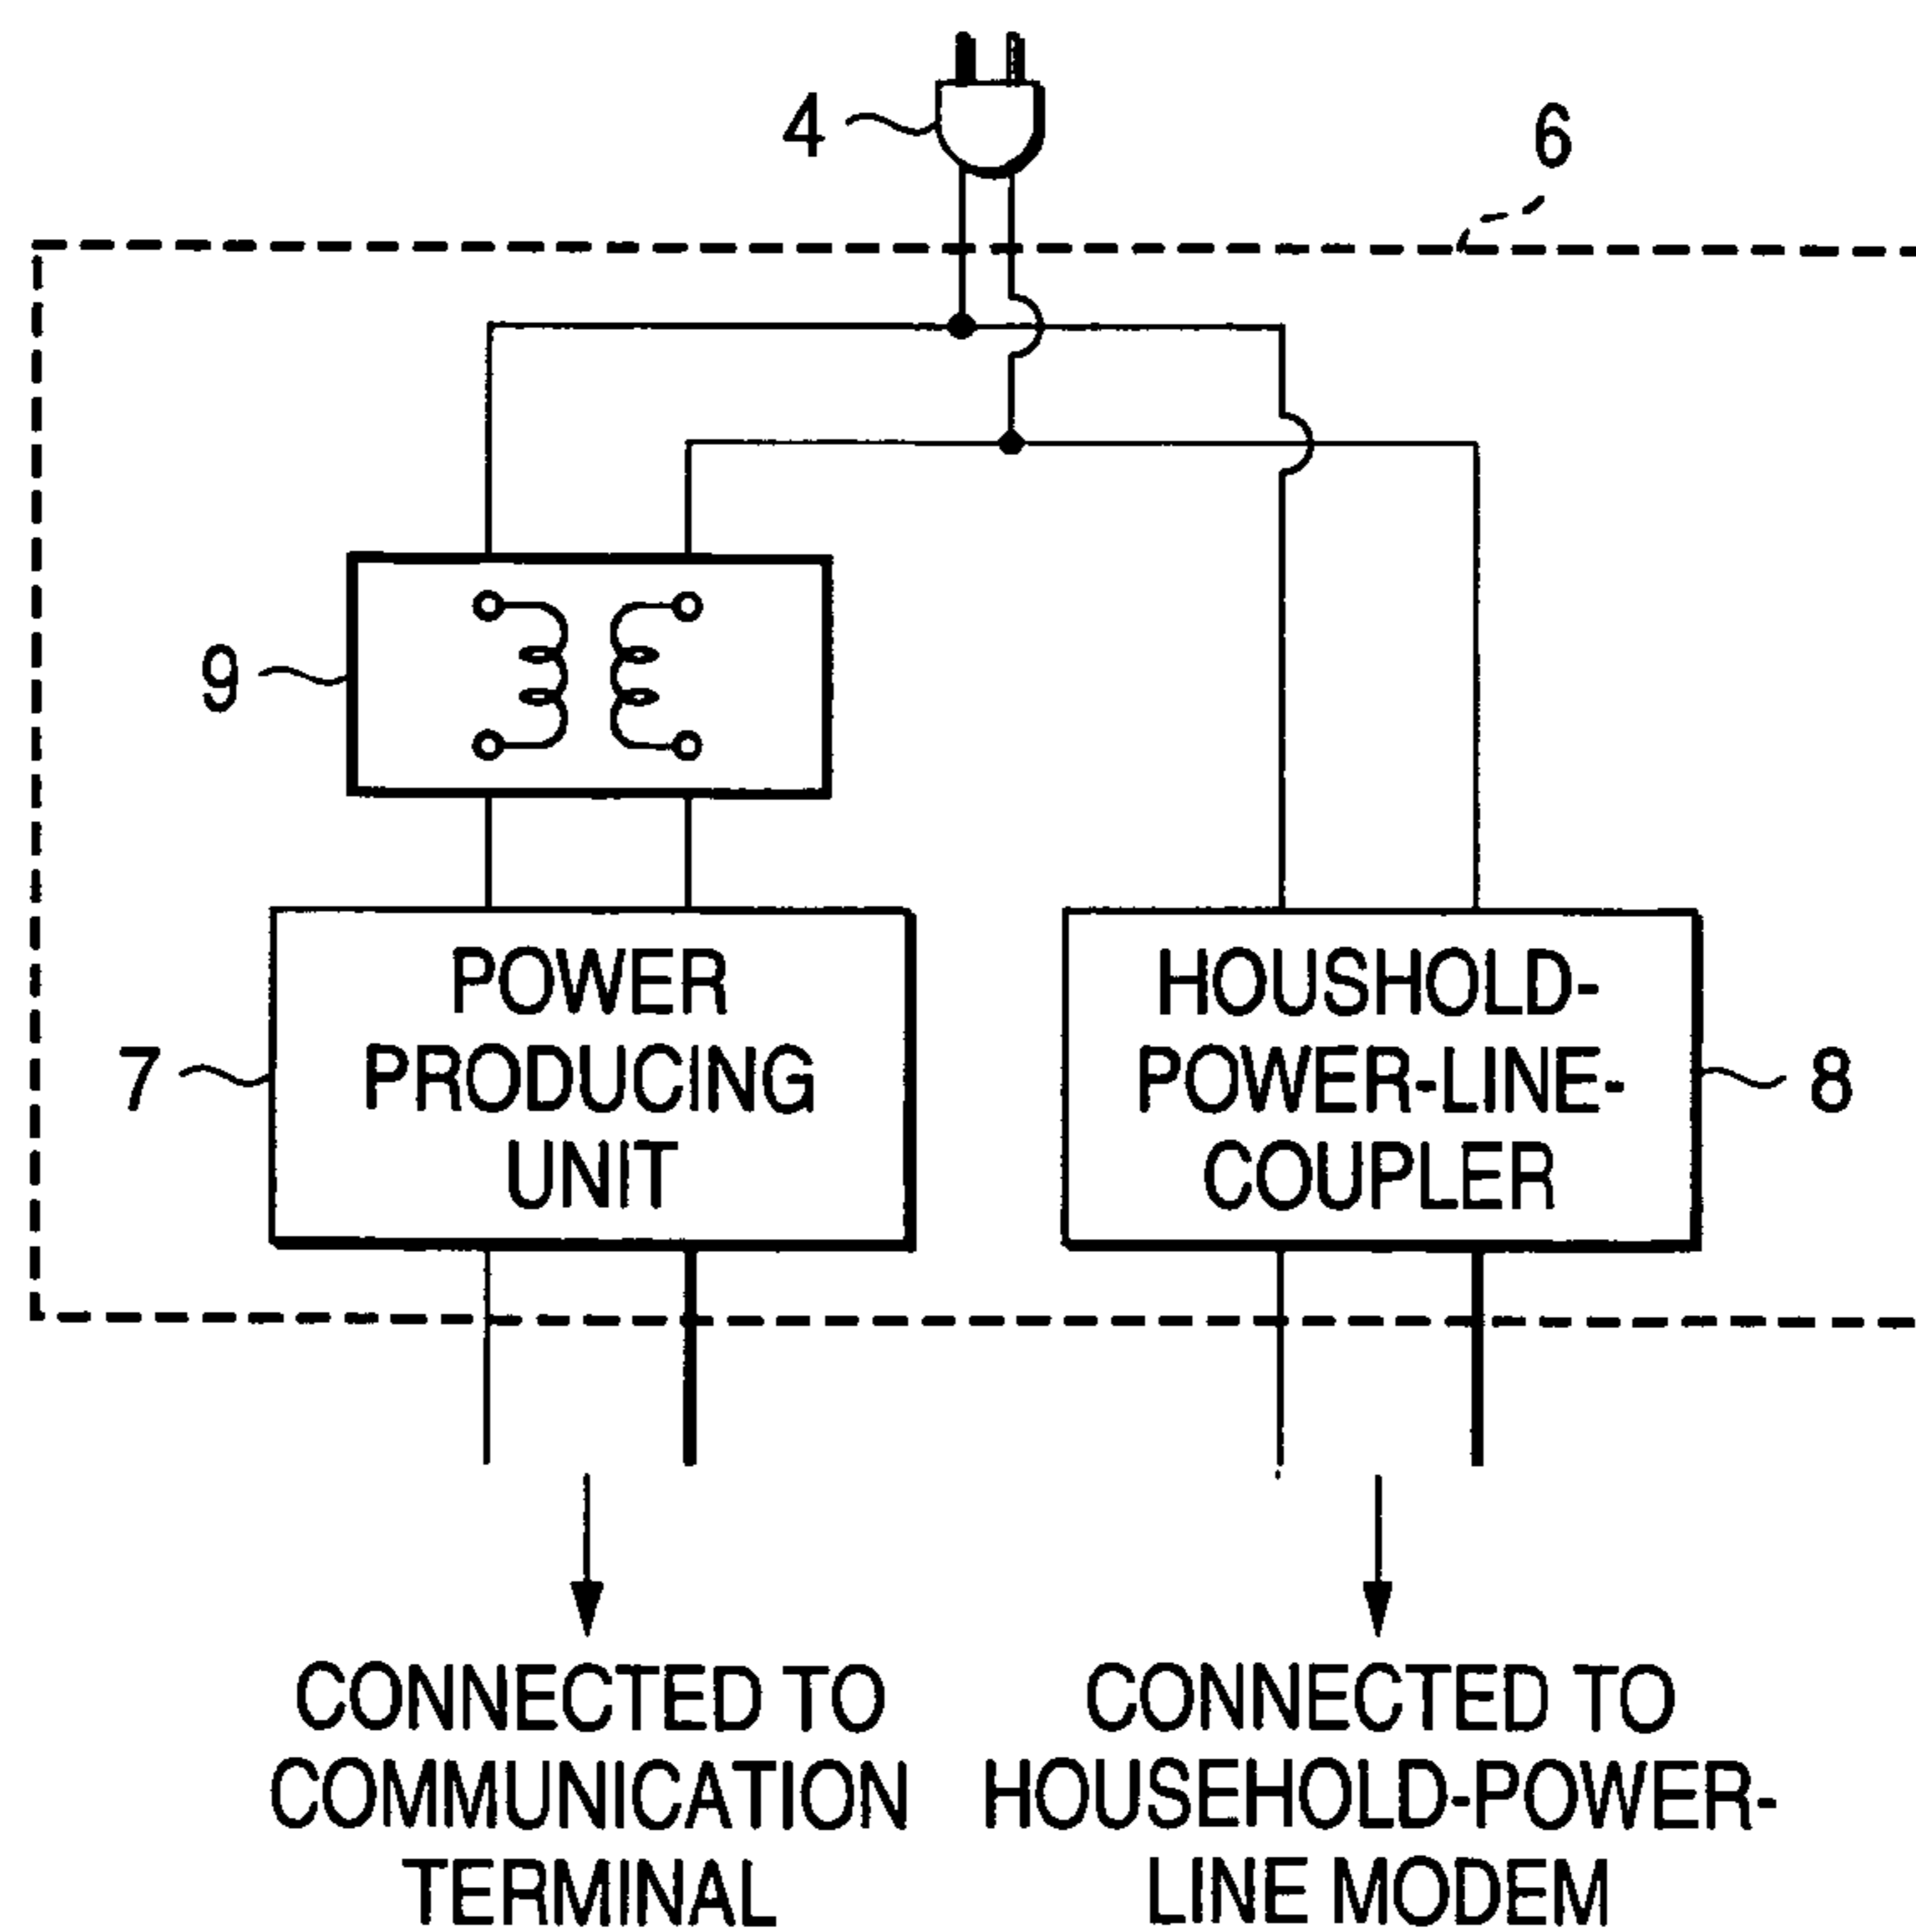 4
6
9
POWER
PRODUCING
UNIT
7
HOUSHOLD-
POWER-LINE-
COUPLER
8
CONNECTED TO
COMMUNICATION
TERMINAL
CONNECTED TO
HOUSEHOLD-POWER-
LINE MODEM